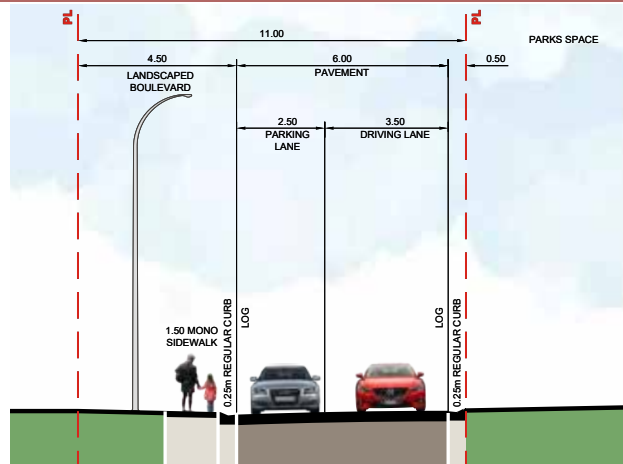 PL
PL
11.00
PARKS SPACE
4.50
6.00
0.50
LANDSCAPED
BOULEVARD
PAVEMENT
2.50
3.50
PARKING
LANE
DRIVING LANE
1.50 MONO
SIDEWALK
0.25m REGULAR CURB
LOG
LOG
0.25m REGULAR CURB